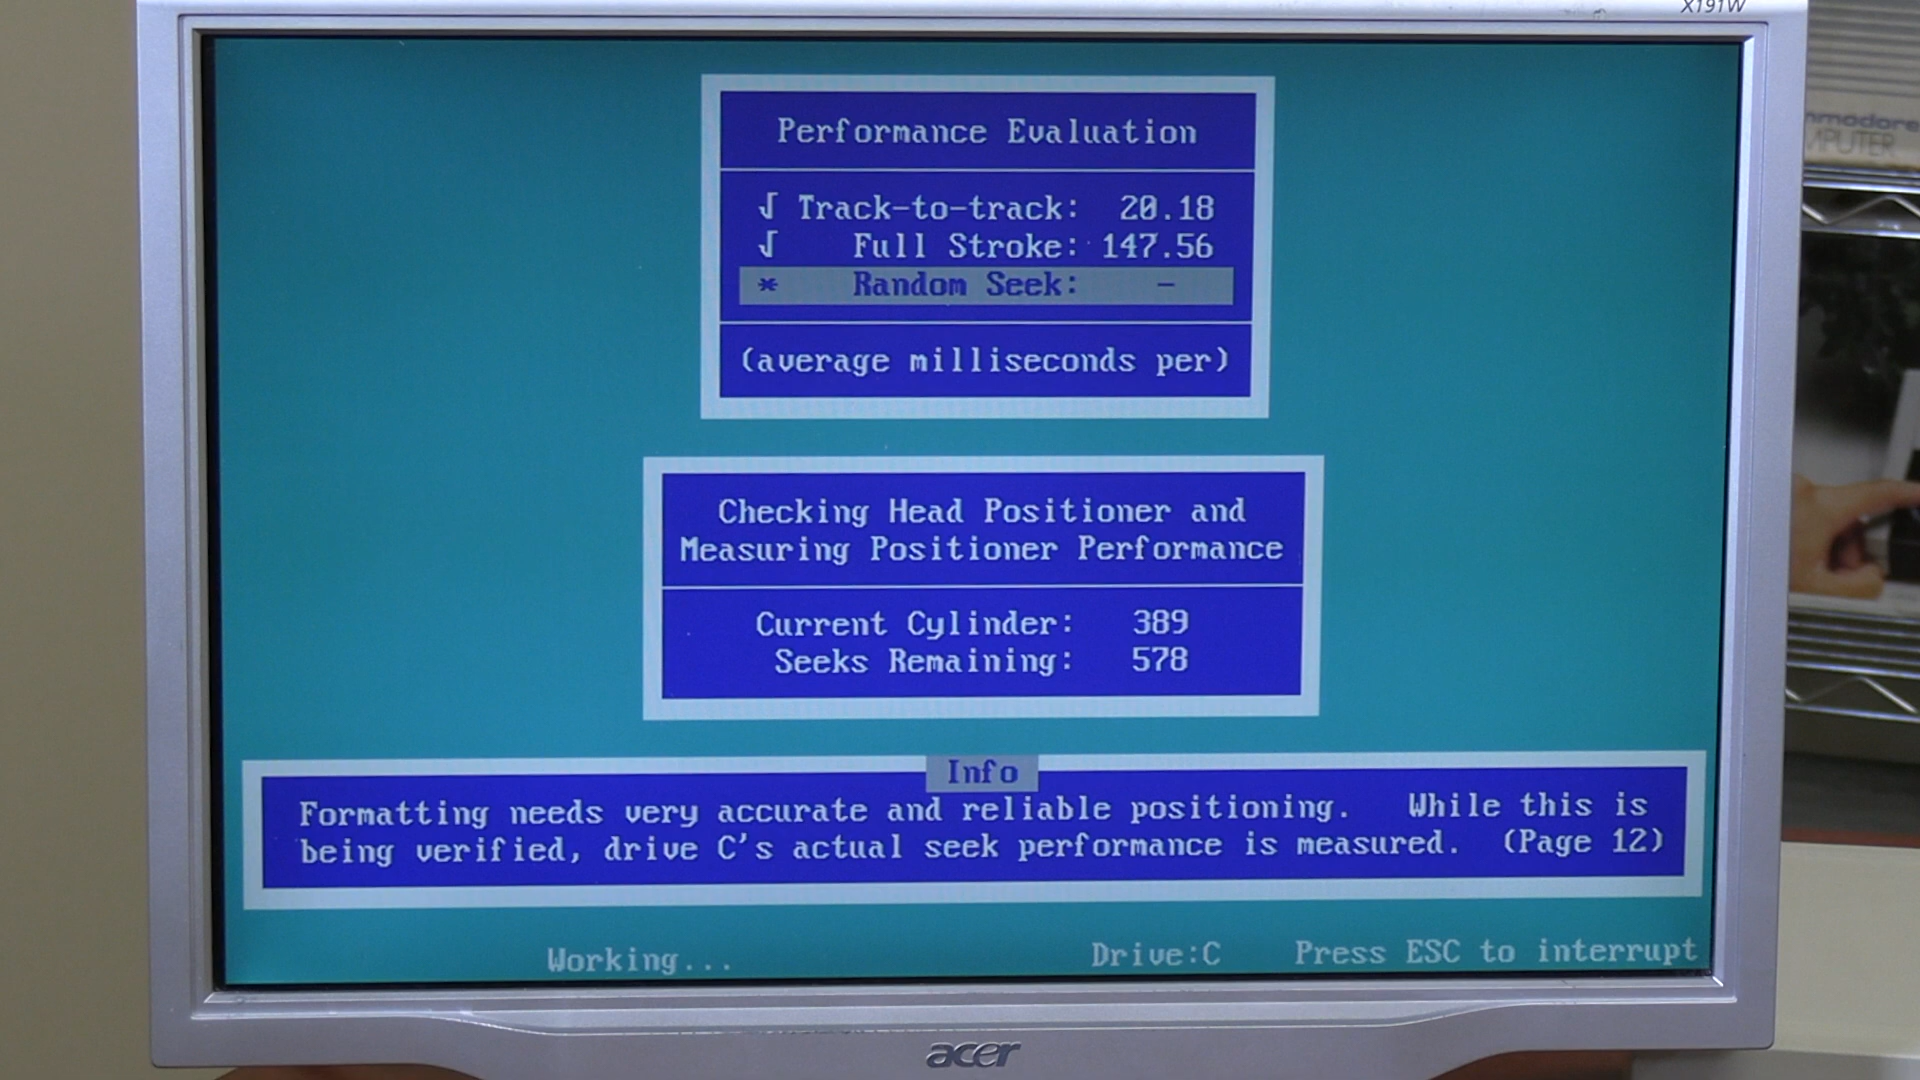 X191W
Performance Evaluation
√ Track-to-track: 20.18
√ Full Stroke: 147.56
* Random Seek: -
(average milliseconds per)
Checking Head Positioner and
Measuring Positioner Performance
Current Cylinder: 389
Seeks Remaining: 578
Info
Formatting needs very accurate and reliable positioning. While this is
being verified, drive C's actual seek performance is measured. (Page 12)
Working... Drive:C Press ESC to interrupt
acer
mmodore
MPUTER